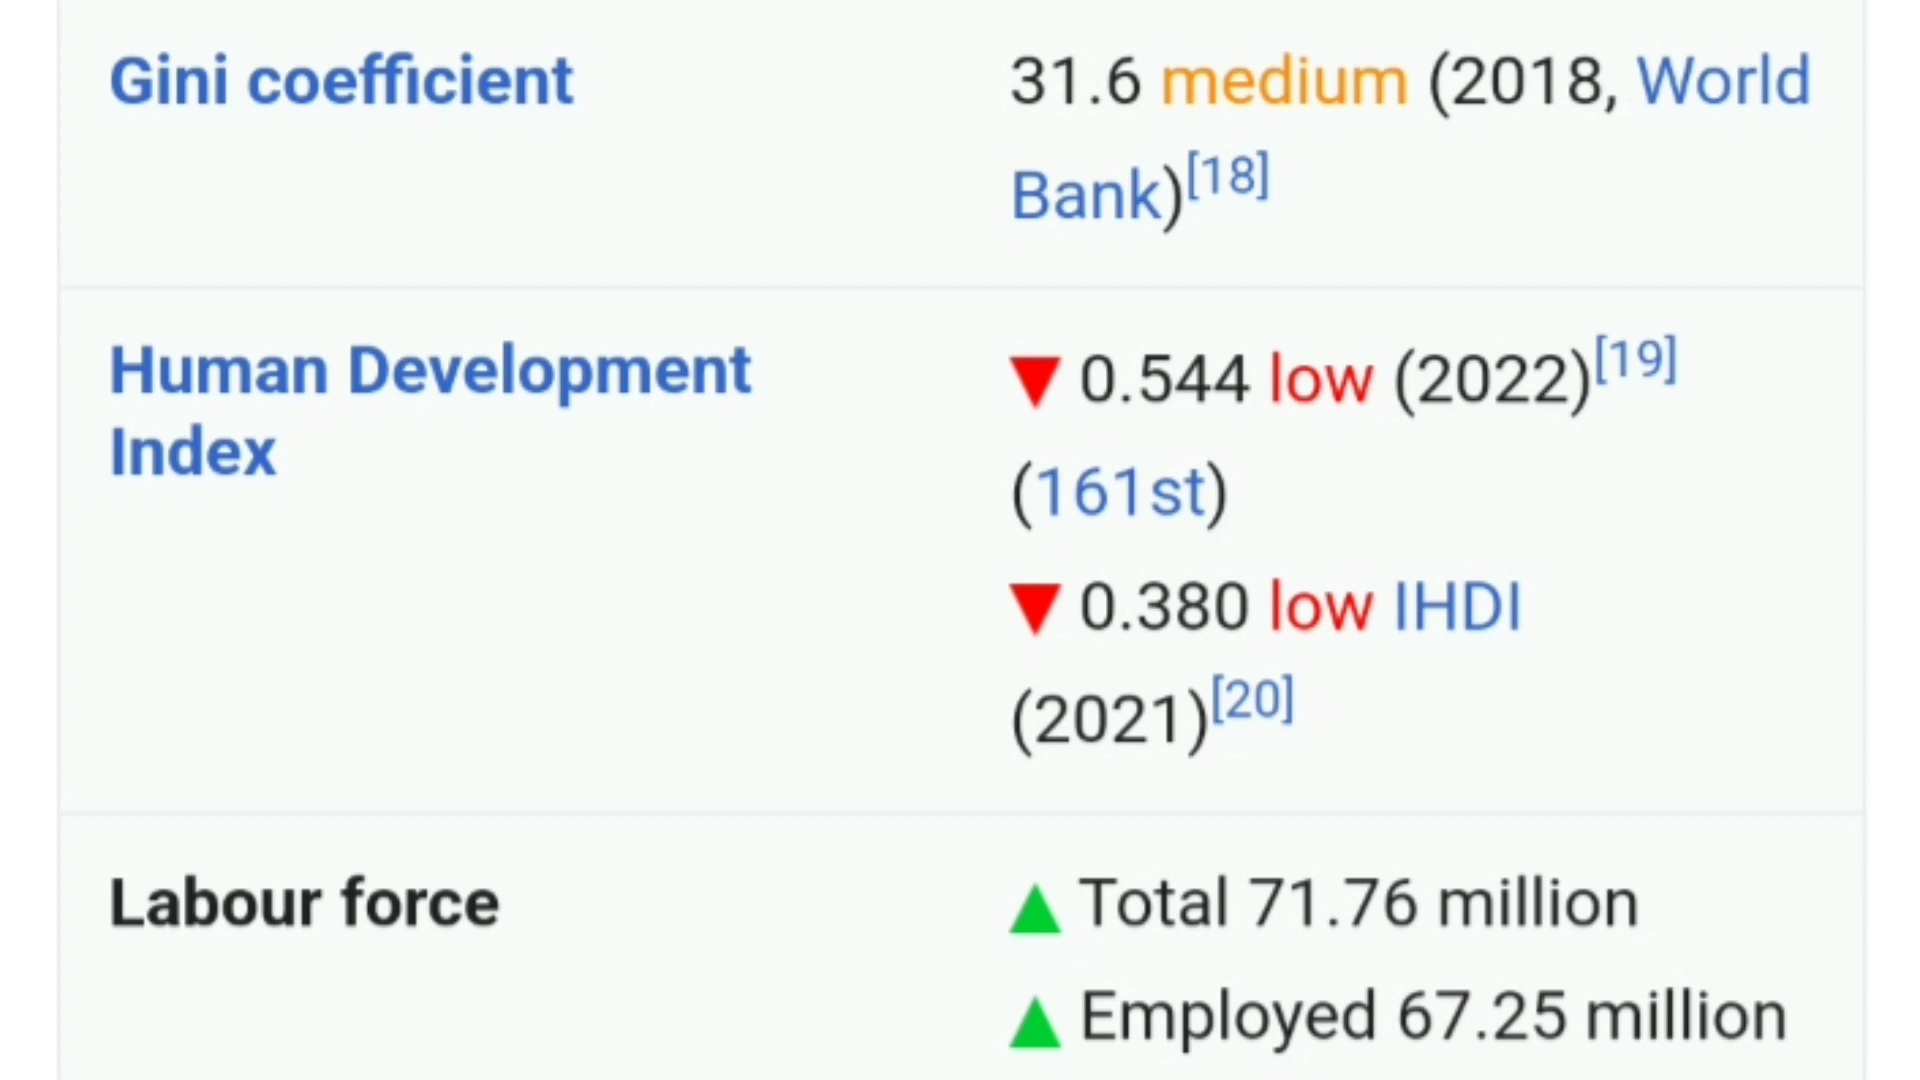 Gini coefficient
31.6 medium (2018, World
Bank)[18]
Human Development
Index
▼ 0.544 low (2022)[19]
(161st)
▼ 0.380 low IHDI
(2021)[20]
Labour force
▲ Total 71.76 million
▲ Employed 67.25 million